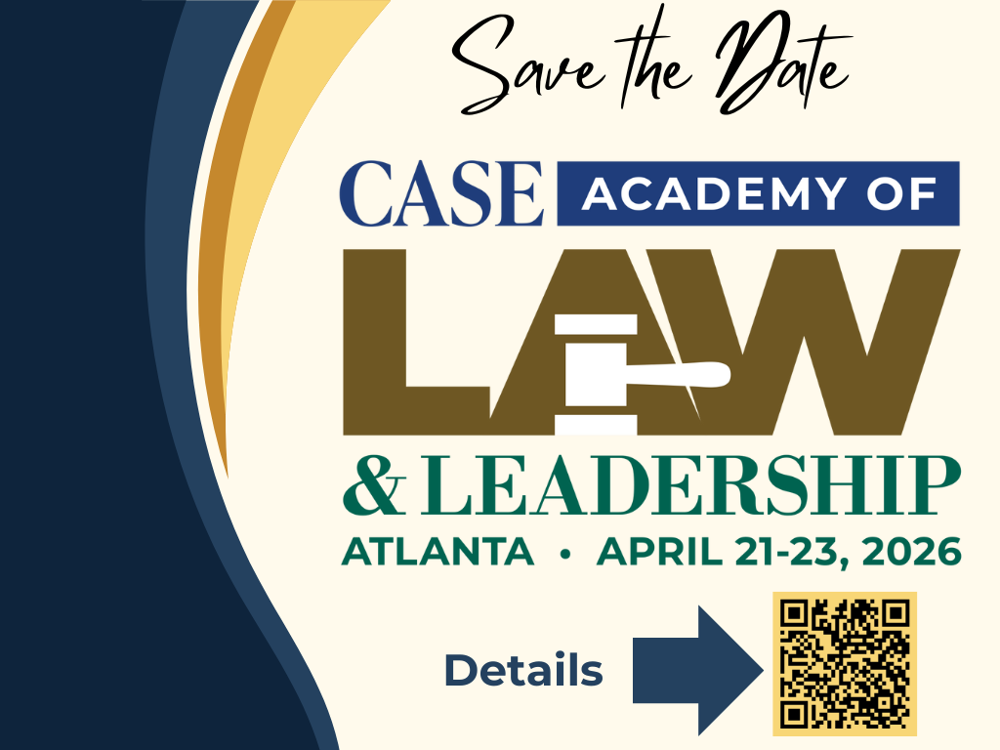 Save the Date
CASE ACADEMY OF
LAW
& LEADERSHIP
ATLANTA • APRIL 21-23, 2026
Details